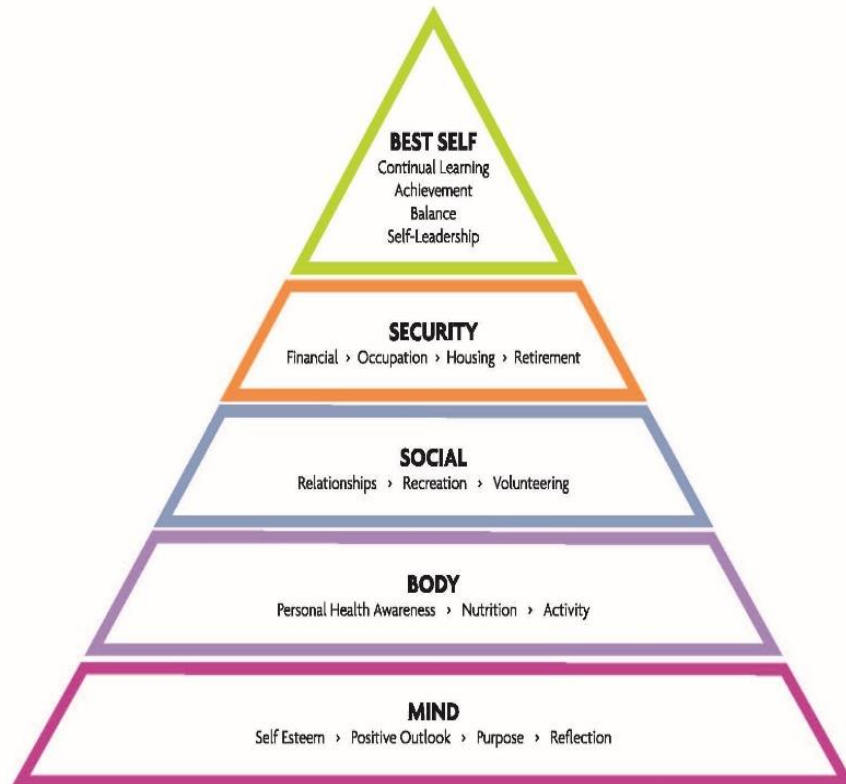 BEST SELF
Continual Learning
Achievement
Balance
Self-Leadership
SECURITY
Financial › Occupation › Housing › Retirement
SOCIAL
Relationships › Recreation › Volunteering
BODY
Personal Health Awareness › Nutrition › Activity
MIND
Self Esteem › Positive Outlook › Purpose › Reflection